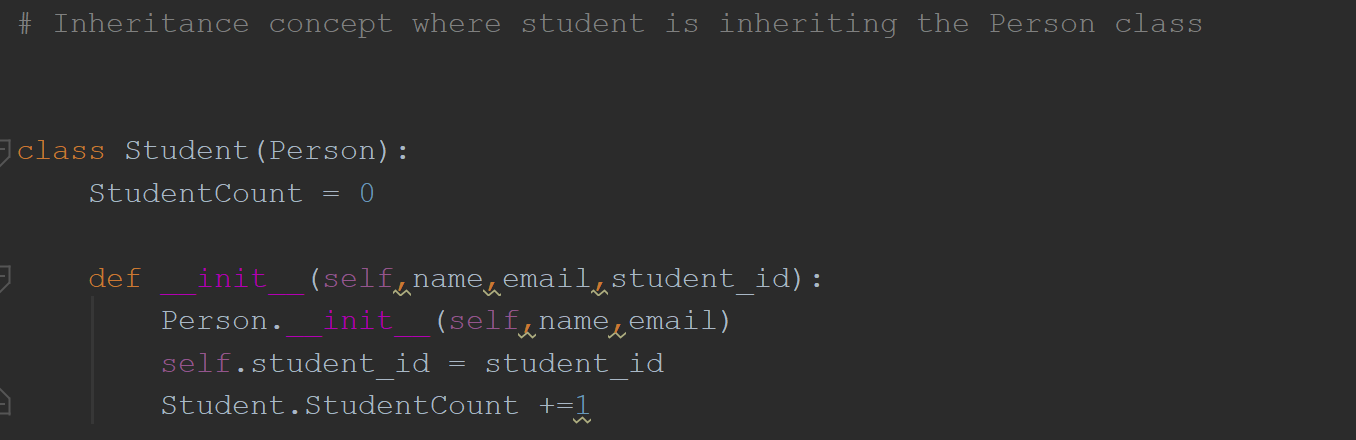 # Inheritance concept where student is inheriting the Person class
class Student(Person):
    StudentCount = 0
    def __init__(self,name,email,student_id):
        Person.__init__(self,name,email)
        self.student_id = student_id
        Student.StudentCount +=1